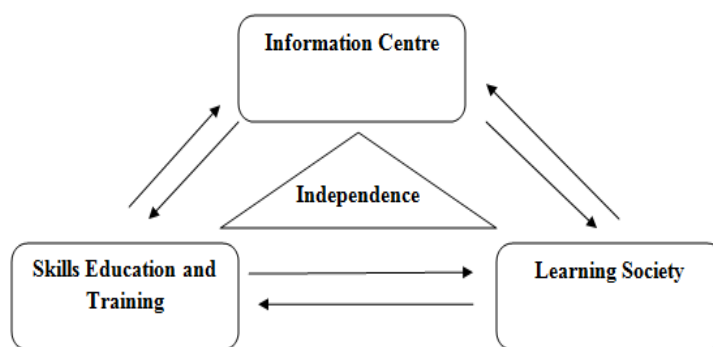 Information Centre
Independence
Skills Education and
Training
Learning Society